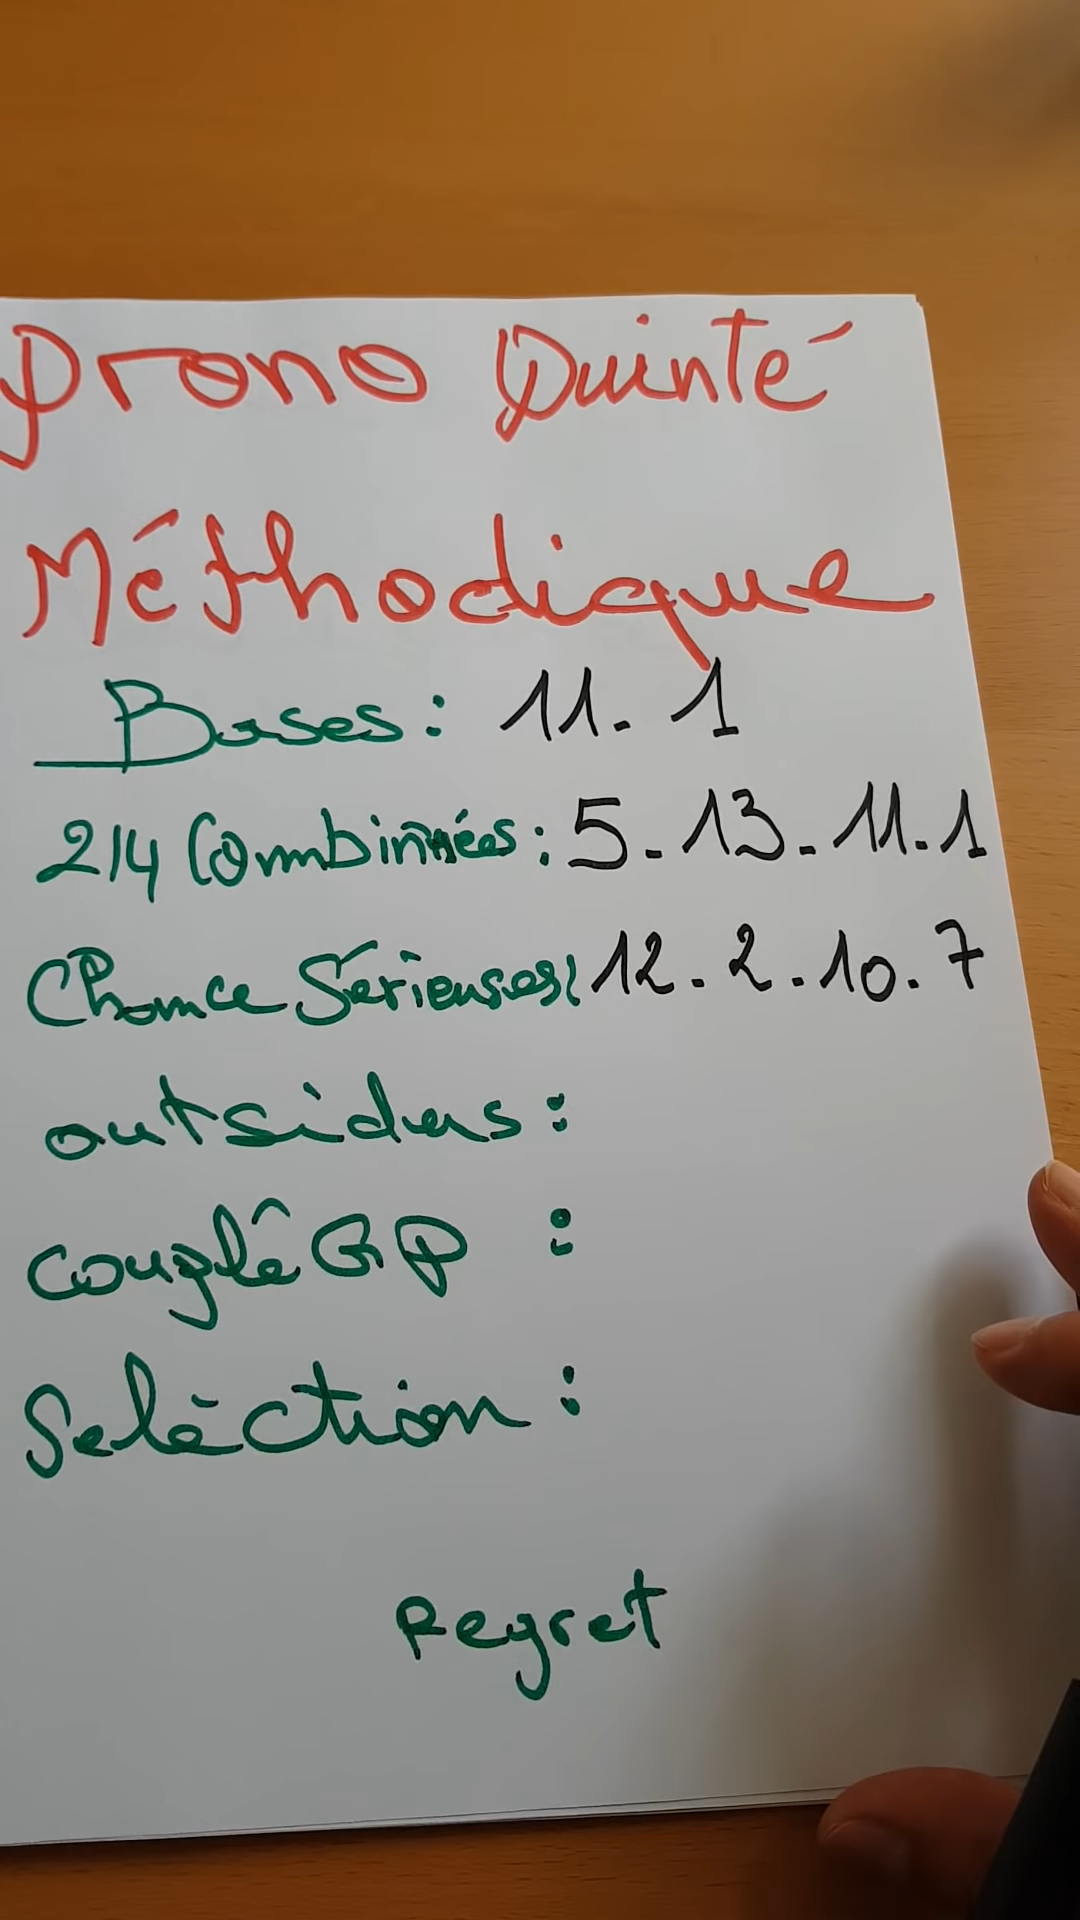 Prono Quinté
Méthodique
Bases: 11. 1
2/4 Combinées: 5. 13. 11. 1
Chance Sérieuses: 12. 2. 10. 7
outsiders:
couplé GP :
Seléction:
Regret